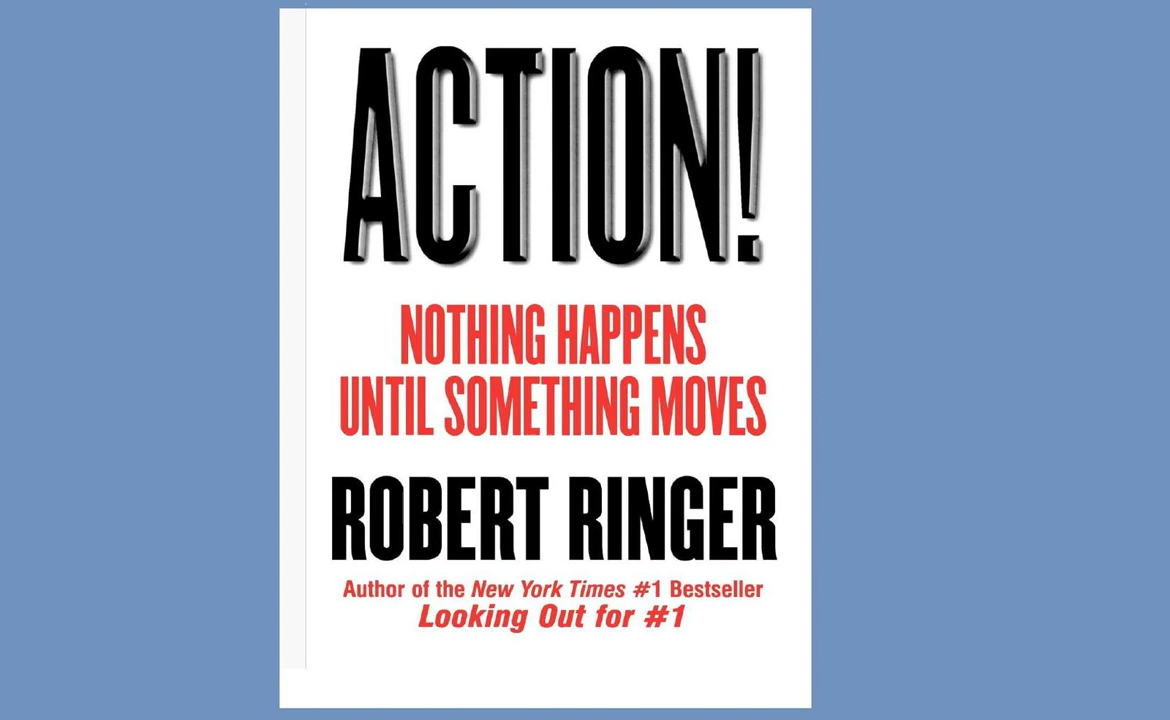 ACTION!
NOTHING HAPPENS
UNTIL SOMETHING MOVES
ROBERT RINGER
Author of the New York Times #1 Bestseller
Looking Out for #1